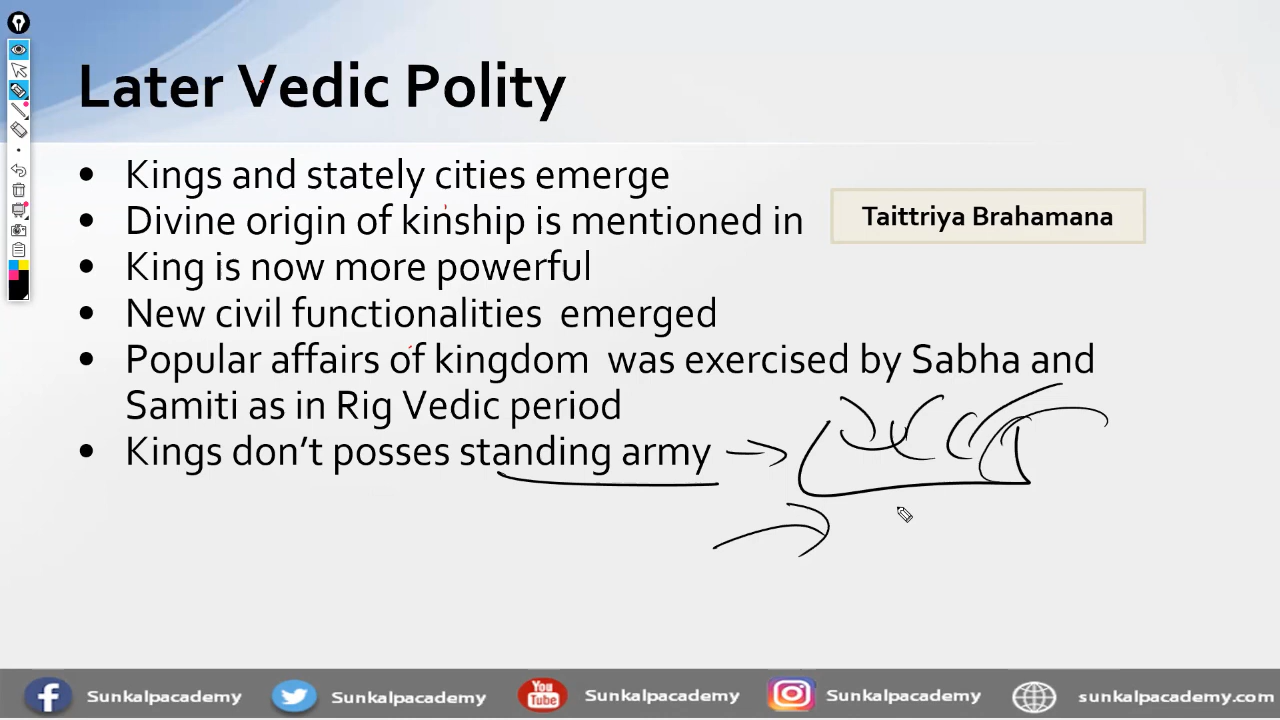 Later Vedic Polity
• Kings and stately cities emerge
• Divine origin of kinship is mentioned in
Taittriya Brahamana
• King is now more powerful
• New civil functionalities emerged
• Popular affairs of kingdom was exercised by Sabha and
Samiti as in Rig Vedic period
• Kings don't posses standing army
Sunkalpacademy Sunkalpacademy You Tube Sunkalpacademy Sunkalpacademy sunkalpacademy.com